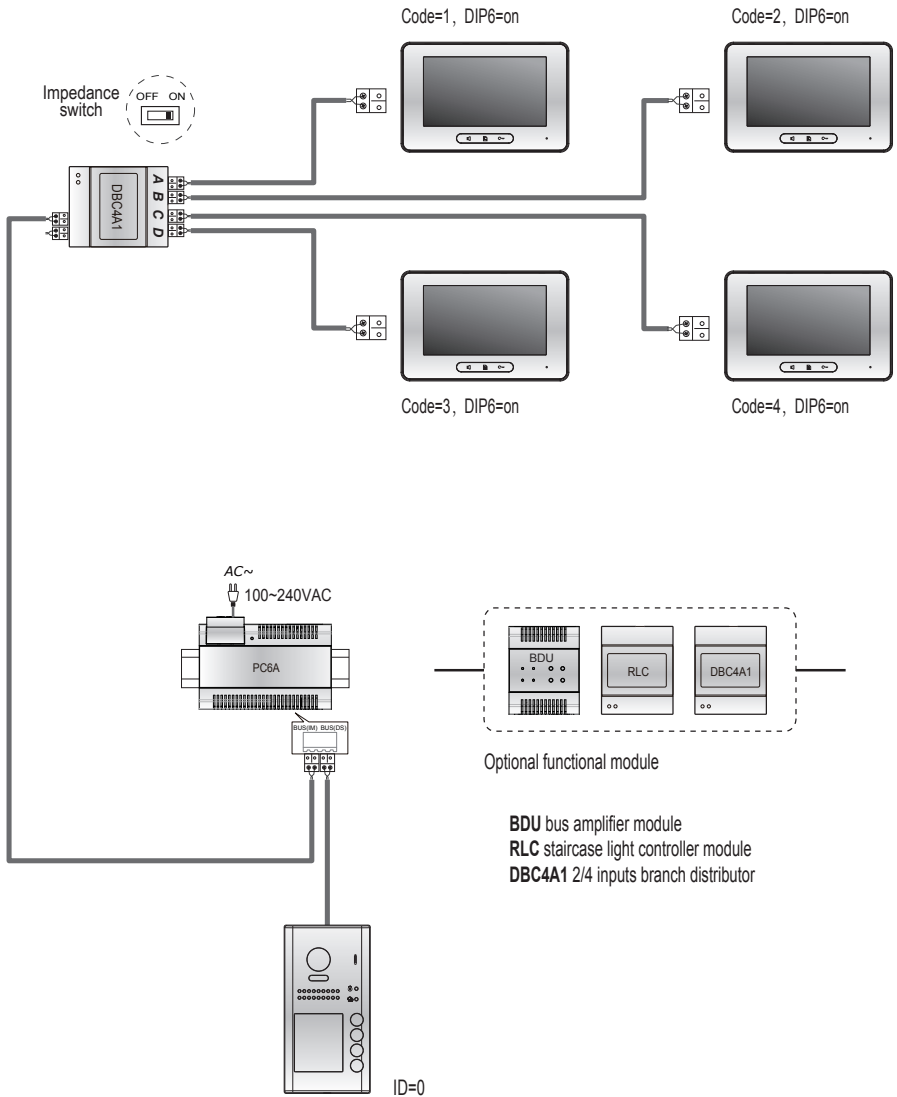 Code=1, DIP6=on
Code=2, DIP6=on
Impedance
switch
OFF ON
DBC4A1
A
B
C
D
Code=3, DIP6=on
Code=4, DIP6=on
AC~
100~240VAC
PC6A
BUS(IM) BUS(DS)
BDU
RLC
DBC4A1
Optional functional module
BDU bus amplifier module
RLC staircase light controller module
DBC4A1 2/4 inputs branch distributor
ID=0